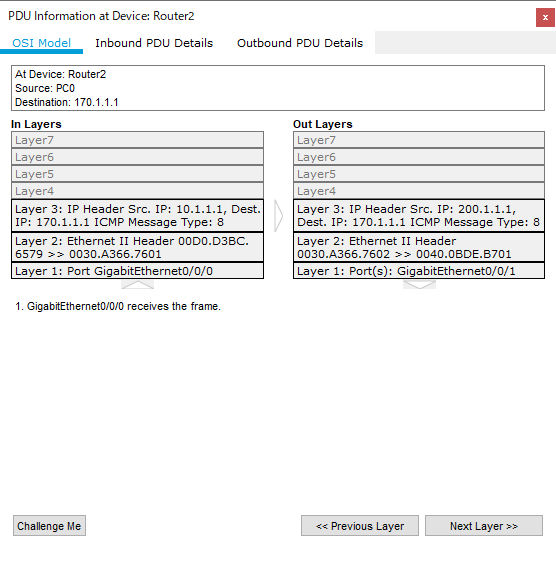 PDU Information at Device: Router2
x
OSI Model Inbound PDU Details Outbound PDU Details
At Device: Router2
Source: PC0
Destination: 170.1.1.1
In Layers
Layer7
Layer6
Layer5
Layer4
Layer 3: IP Header Src. IP: 10.1.1.1, Dest.
IP: 170.1.1.1 ICMP Message Type: 8
Layer 2: Ethernet II Header 00D0.D3BC.
6579 >> 0030.A366.7601
Layer 1: Port GigabitEthernet0/0/0
Out Layers
Layer7
Layer6
Layer5
Layer4
Layer 3: IP Header Src. IP: 200.1.1.1,
Dest. IP: 170.1.1.1 ICMP Message Type: 8
Layer 2: Ethernet II Header
0030.A366.7602 >> 0040.0BDE.B701
Layer 1: Port(s): GigabitEthernet0/0/1
1. GigabitEthernet0/0/0 receives the frame.
Challenge Me
<< Previous Layer
Next Layer >>